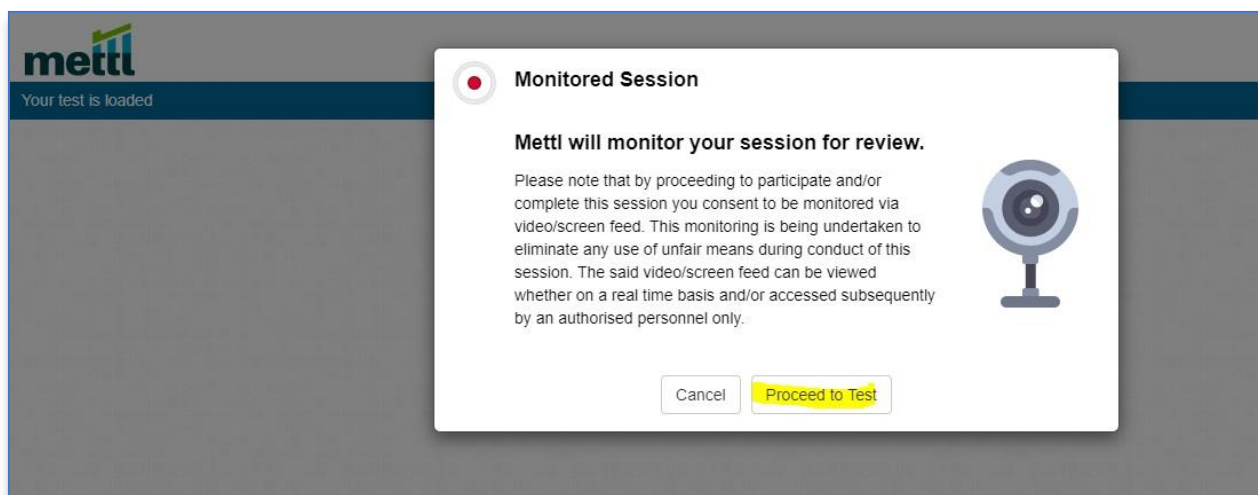 mettl
Your test is loaded
Monitored Session
Mettl will monitor your session for review.
Please note that by proceeding to participate and/or
complete this session you consent to be monitored via
video/screen feed. This monitoring is being undertaken to
eliminate any use of unfair means during conduct of this
session. The said video/screen feed can be viewed
whether on a real time basis and/or accessed subsequently
by an authorised personnel only.
Cancel Proceed to Test